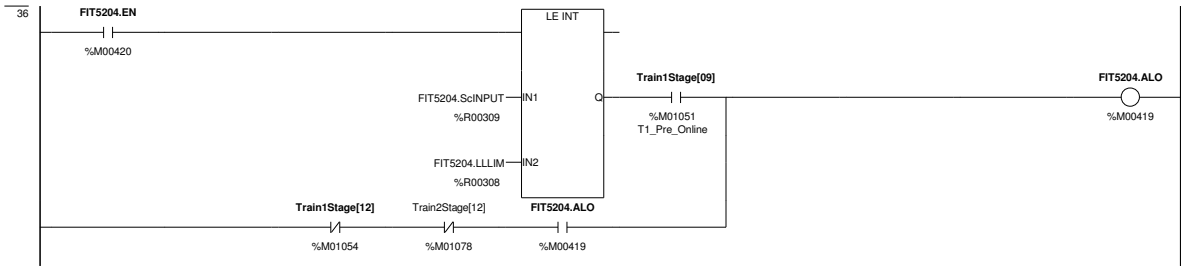 36
FIT5204.EN
%M00420
LE INT
FIT5204.ScINPUT
IN1
Q
%R00309
Train1Stage[09]
%M01051
T1_Pre_Online
FIT5204.ALO
%M00419
FIT5204.LLLIM
IN2
%R00308
Train1Stage[12]
Train2Stage[12]
FIT5204.ALO
%M01054
%M01078
%M00419